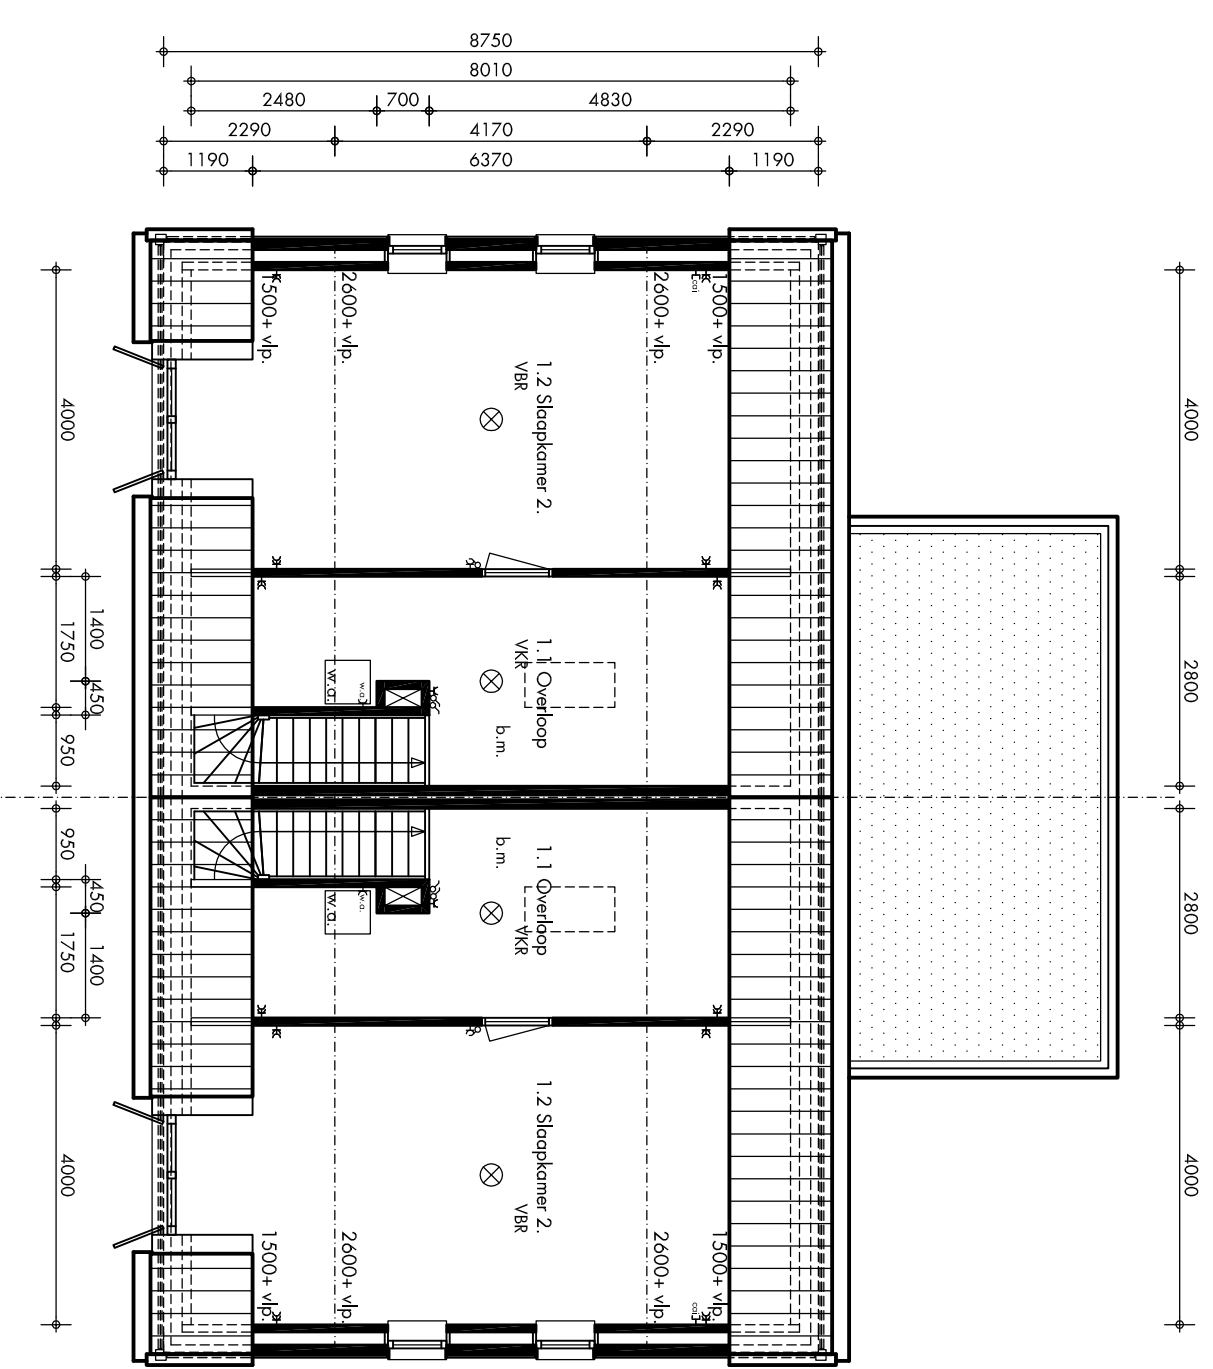 8750
8010
2480 700 4830
2290 4170 2290
1190 6370 1190
1500+ vlp.
2600+ vlp.
2600+ vlp.
1500+ vlp.
cai
1.2 Slaapkamer 2.
VBR
4000
4000
1.1 Overloop
VKR
b.m.
w.a.
w.a.
1400
1750
450
950
2800
1.1 Overloop
VKR
b.m.
w.a.
w.a.
950
450
1750
1400
2800
1.2 Slaapkamer 2.
VBR
4000
4000
1500+ vlp.
2600+ vlp.
2600+ vlp.
1500+ vlp.
cai